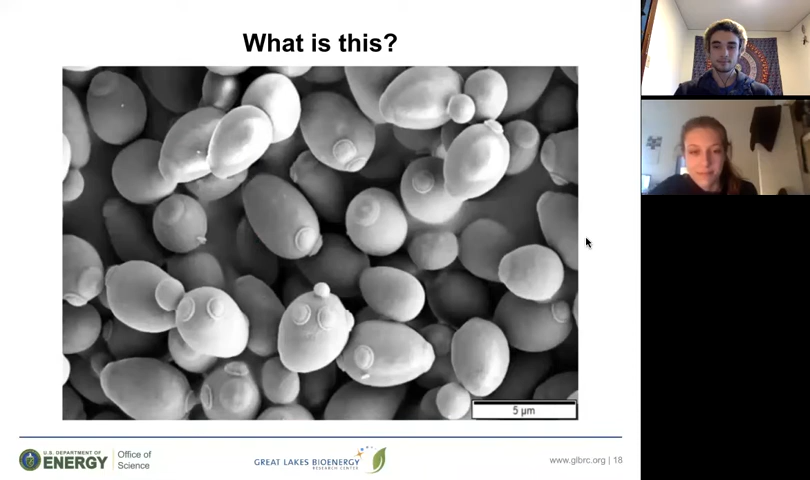 What is this?
5 µm
U.S. DEPARTMENT OF
ENERGY
Office of
Science
GREAT LAKES BIOENERGY
RESEARCH CENTER
www.glbrc.org | 18